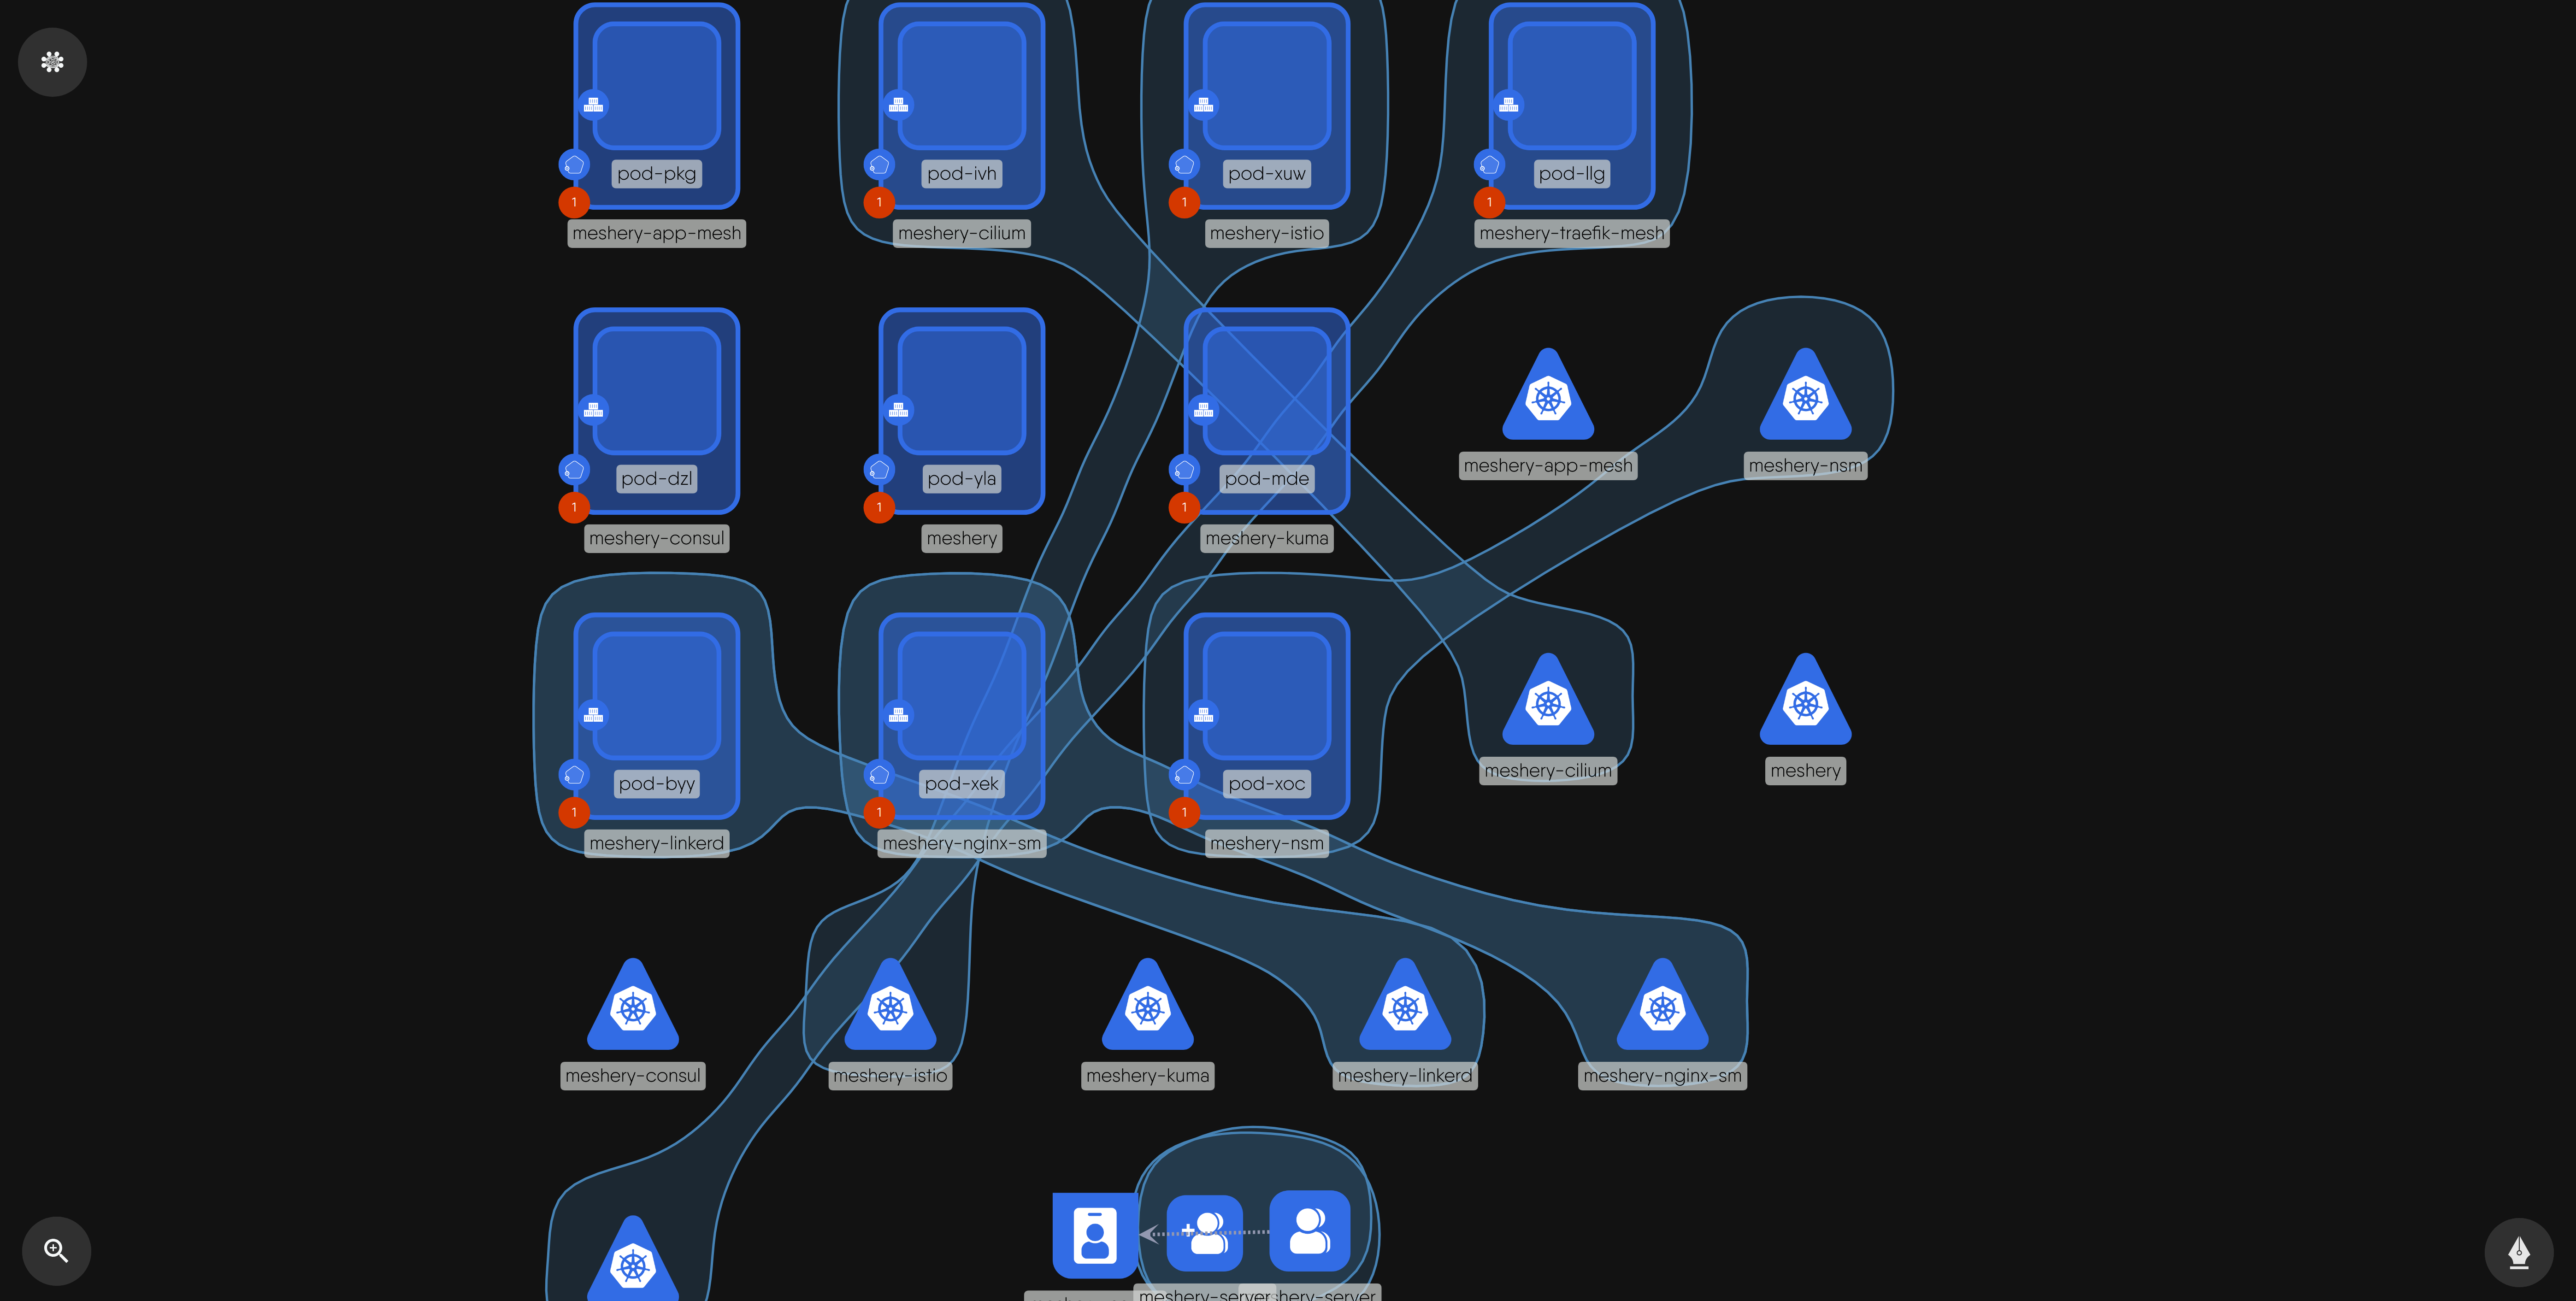 pod-pkg
pod-ivh
pod-xuw
pod-llg
1
1
1
1
meshery-app-mesh
meshery-cilium
meshery-istio
meshery-traefik-mesh
pod-dzl
pod-yla
pod-mde
meshery-app-mesh
meshery-nsm
1
1
1
meshery-consul
meshery
meshery-kuma
pod-byy
pod-xek
pod-xoc
meshery-cilium
meshery
1
1
1
meshery-linkerd
meshery-nginx-sm
meshery-nsm
meshery-consul
meshery-istio
meshery-kuma
meshery-linkerd
meshery-nginx-sm
meshery-server
hery-server